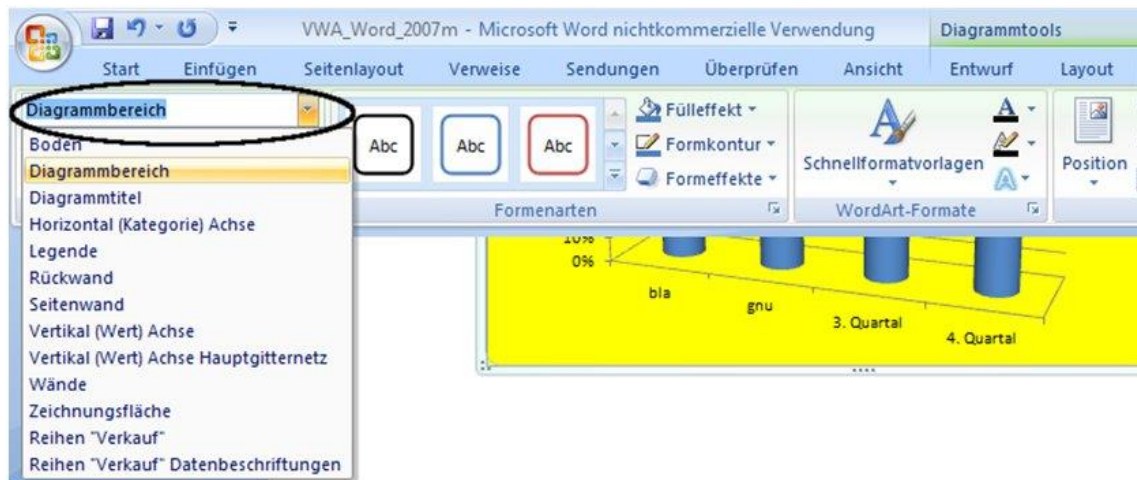 VWA_Word_2007m - Microsoft Word nichtkommerzielle Verwendung
Diagrammtools
Start Einfügen Seitenlayout Verweise Sendungen Überprüfen Ansicht Entwurf Layout
Diagrammbereich
Boden
Diagrammbereich
Diagrammtitel
Horizontal (Kategorie) Achse
Legende
Rückwand
Seitenwand
Vertikal (Wert) Achse
Vertikal (Wert) Achse Hauptgitternetz
Wände
Zeichnungsfläche
Reihen "Verkauf"
Reihen "Verkauf" Datenbeschriftungen
Abc Abc Abc
Fülleffekt
Formkontur
Formeffekte
Formenarten
Schnellformatvorlagen
WordArt-Formate
Position
10%
0%
bla
gnu
3. Quartal
4. Quartal